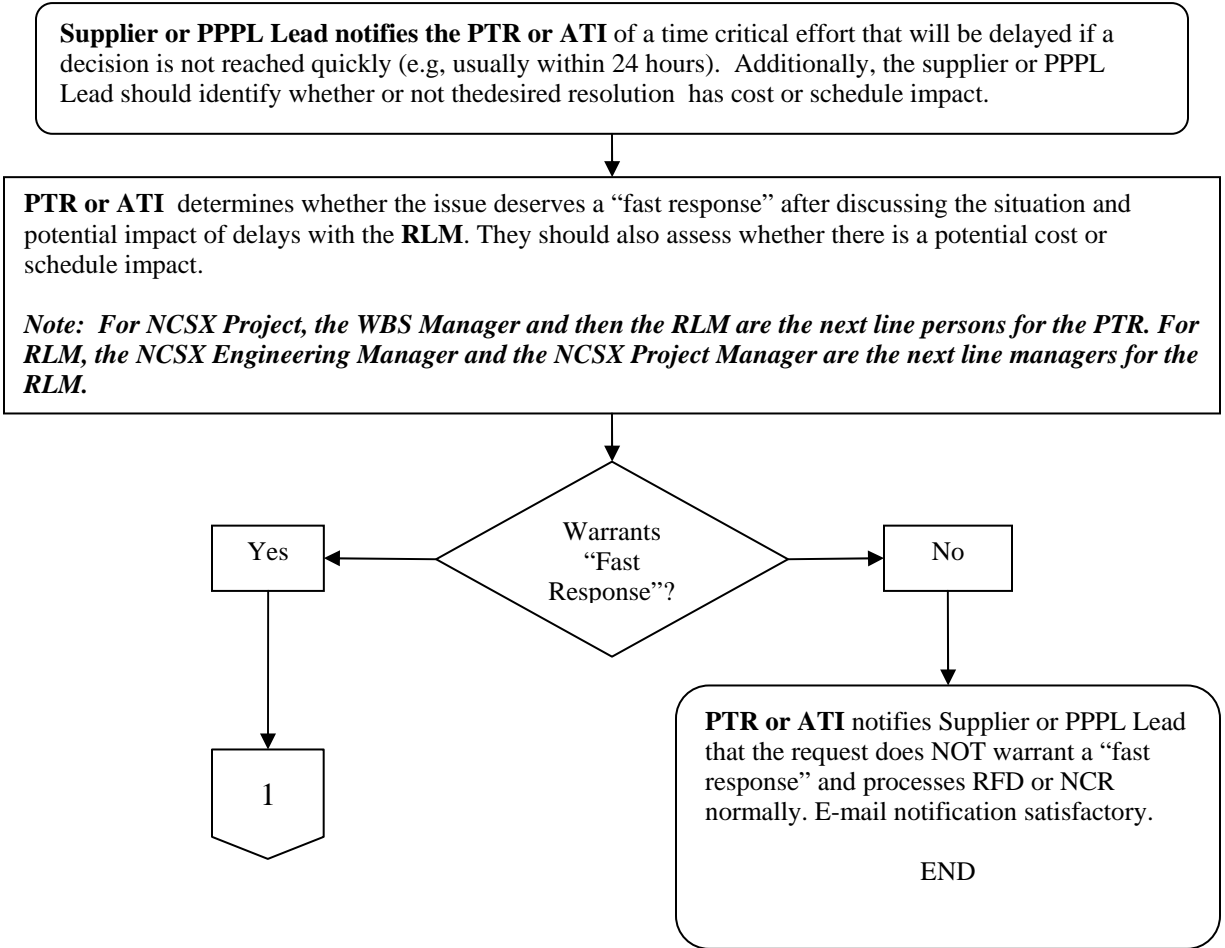 Supplier or PPPL Lead notifies the PTR or ATI of a time critical effort that will be delayed if a
decision is not reached quickly (e.g, usually within 24 hours). Additionally, the supplier or PPPL
Lead should identify whether or not thedesired resolution has cost or schedule impact.
PTR or ATI determines whether the issue deserves a “fast response” after discussing the situation and
potential impact of delays with the RLM. They should also assess whether there is a potential cost or
schedule impact.
Note: For NCSX Project, the WBS Manager and then the RLM are the next line persons for the PTR. For
RLM, the NCSX Engineering Manager and the NCSX Project Manager are the next line managers for the
RLM.
Warrants
“Fast
Response”?
Yes
No
1
PTR or ATI notifies Supplier or PPPL Lead
that the request does NOT warrant a “fast
response” and processes RFD or NCR
normally. E-mail notification satisfactory.
END